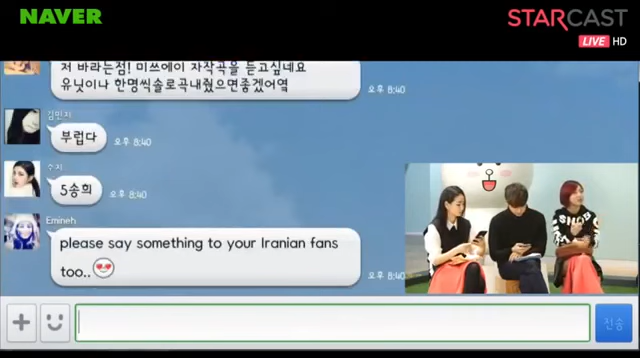 NAVER
STARCAST
LIVE HD
저 바라는점! 미쓰에이 자작곡을 듣고싶네요
유닛이나 한명씩솔로곡내줬으면좋겠어염
오후 8:40
김민지
부럽다
오후 8:40
수지
5송희
오후 8:40
Emineh
please say something to your Iranian fans
too..
오후 8:40
전송